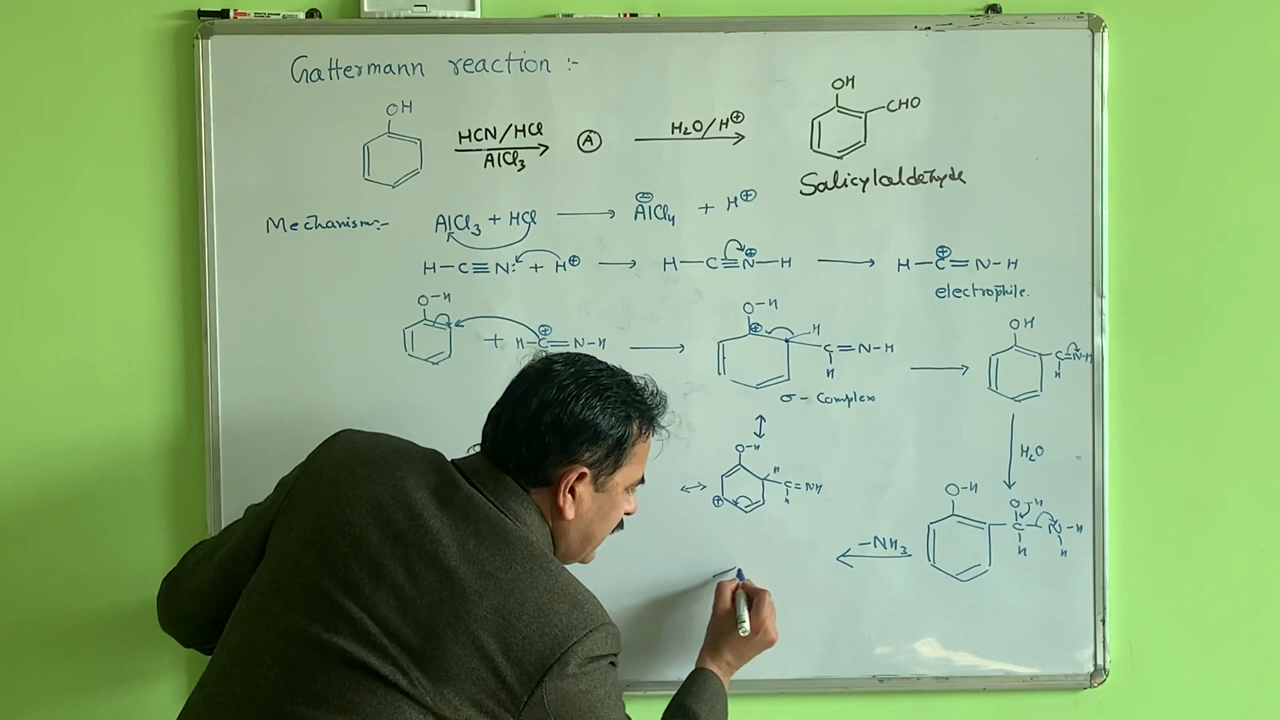 Gattermann reaction :-
OH
HCN/HCl
AlCl₃
A
H₂O/H⊕
OH
CHO
Salicylaldehyde
Mechanism:- AlCl₃ + HCl → ⊖AlCl₄ + H⊕
H-C≡N: + H⊕ → H-C≡N⊕-H → H-C⊕=N-H
electrophile.
O-H + H-C⊕=N-H → O-H ⊕ H C=N-H H → OH C=N-H H
σ-Complex
↕ H₂O
↔ O-H H ⊕ C=NH H
O-H O-H C N-H H H
-NH₃